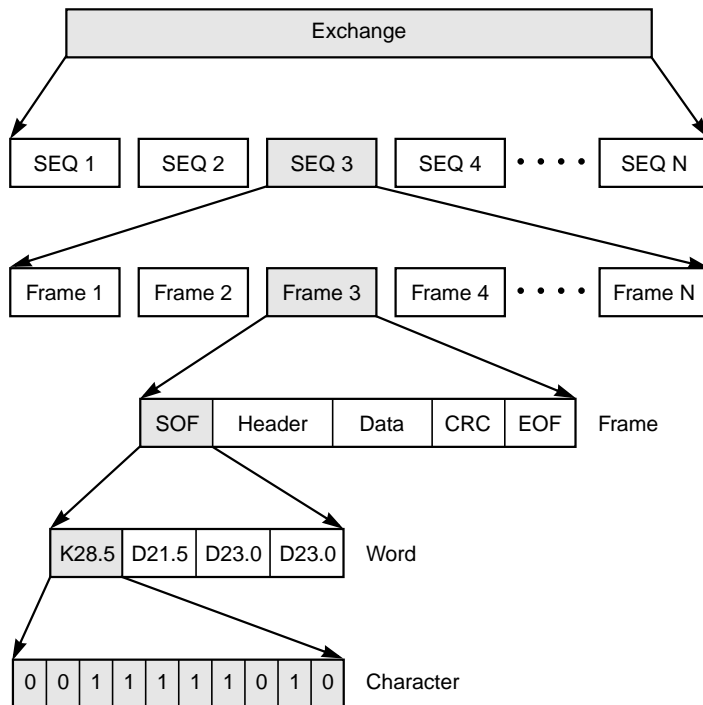 Exchange
SEQ 1 SEQ 2 SEQ 3 SEQ 4 • • • • SEQ N
Frame 1 Frame 2 Frame 3 Frame 4 • • • • Frame N
SOF Header Data CRC EOF Frame
K28.5 D21.5 D23.0 D23.0 Word
0 0 1 1 1 1 1 0 1 0 Character